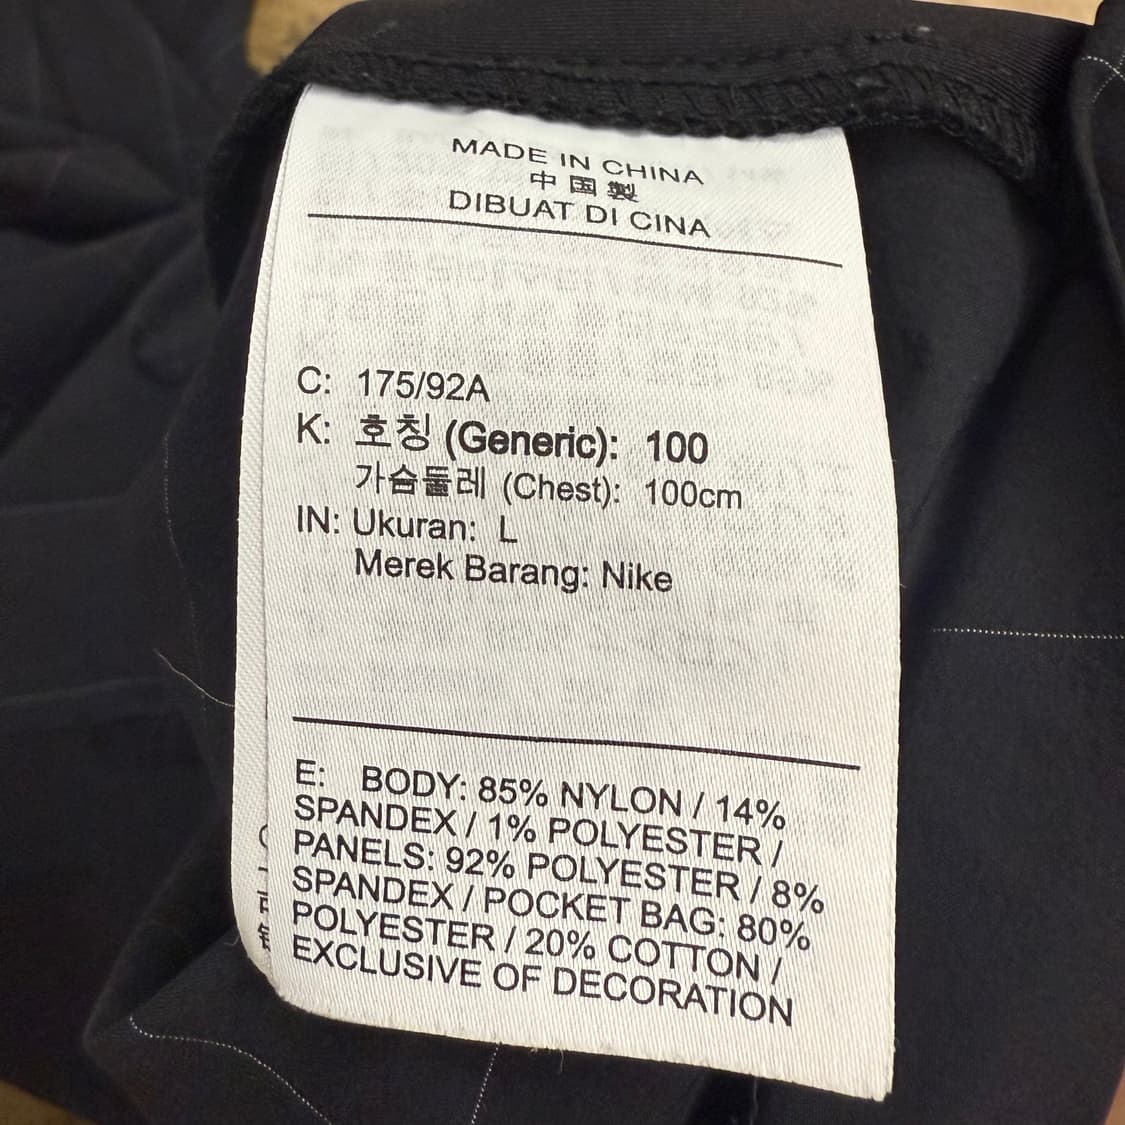 MADE IN CHINA
中国製
DIBUAT DI CINA
C: 175/92A
K: 호칭 (Generic): 100
가슴둘레 (Chest): 100cm
IN: Ukuran: L
Merek Barang: Nike
E: BODY: 85% NYLON / 14%
SPANDEX / 1% POLYESTER /
PANELS: 92% POLYESTER / 8%
SPANDEX / POCKET BAG: 80%
POLYESTER / 20% COTTON /
EXCLUSIVE OF DECORATION